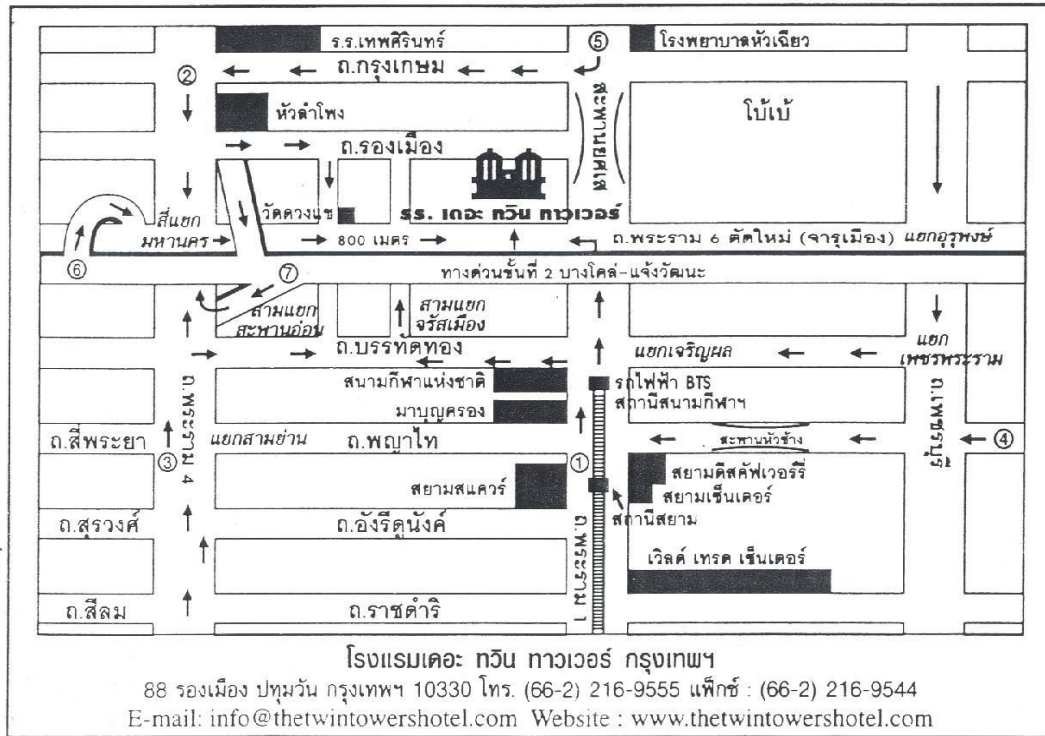 ร.ร.เทพศิรินทร์
⑤
โรงพยาบาลหัวเฉียว
②
ถ.กรุงเกษม
หัวลำโพง
สะพานยศเส
โบ๊เบ๊
ถ.รองเมือง
วัดดวงแข
รร. เดอะ ทวิน ทาวเวอร์
สี่แยก
มหานคร
800 เมตร
ถ.พระราม 6 ตัดใหม่ (จารุเมือง)
แยกอุรุพงษ์
⑥
⑦
ทางด่วนชั้นที่ 2 บางโคล่-แจ้งวัฒนะ
สามแยก
สะพานอ่อน
สามแยก
จรัสเมือง
ถ.บรรทัดทอง
แยกเจริญผล
แยก
เพชรพระราม
สนามกีฬาแห่งชาติ
รถไฟฟ้า BTS
สถานีสนามกีฬาฯ
มาบุญครอง
ถ.พระราม 4
ถ.เพชรบุรี
ถ.สี่พระยา
③
แยกสามย่าน
ถ.พญาไท
①
สะพานหัวช้าง
④
สยามสแควร์
สยามดิสคัฟเวอร์รี่
สยามเซ็นเตอร์
สถานีสยาม
ถ.สุรวงศ์
ถ.อังรีดูนังต์
ถ.พระราม 1
เวิลด์ เทรด เซ็นเตอร์
ถ.สีลม
ถ.ราชดำริ
โรงแรมเดอะ ทวิน ทาวเวอร์ กรุงเทพฯ
88 รองเมือง ปทุมวัน กรุงเทพฯ 10330 โทร. (66-2) 216-9555 แฟ็กซ์ : (66-2) 216-9544
E-mail: info@thetwintowershotel.com Website : www.thetwintowershotel.com